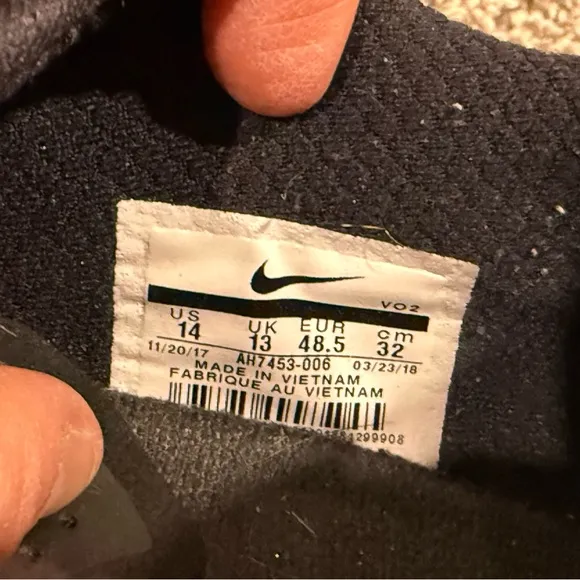 VO2
US UK EUR cm
14 13 48.5 32
11/20/17 AH7453-006 03/23/18
MADE IN VIETNAM
FABRIQUE AU VIETNAM